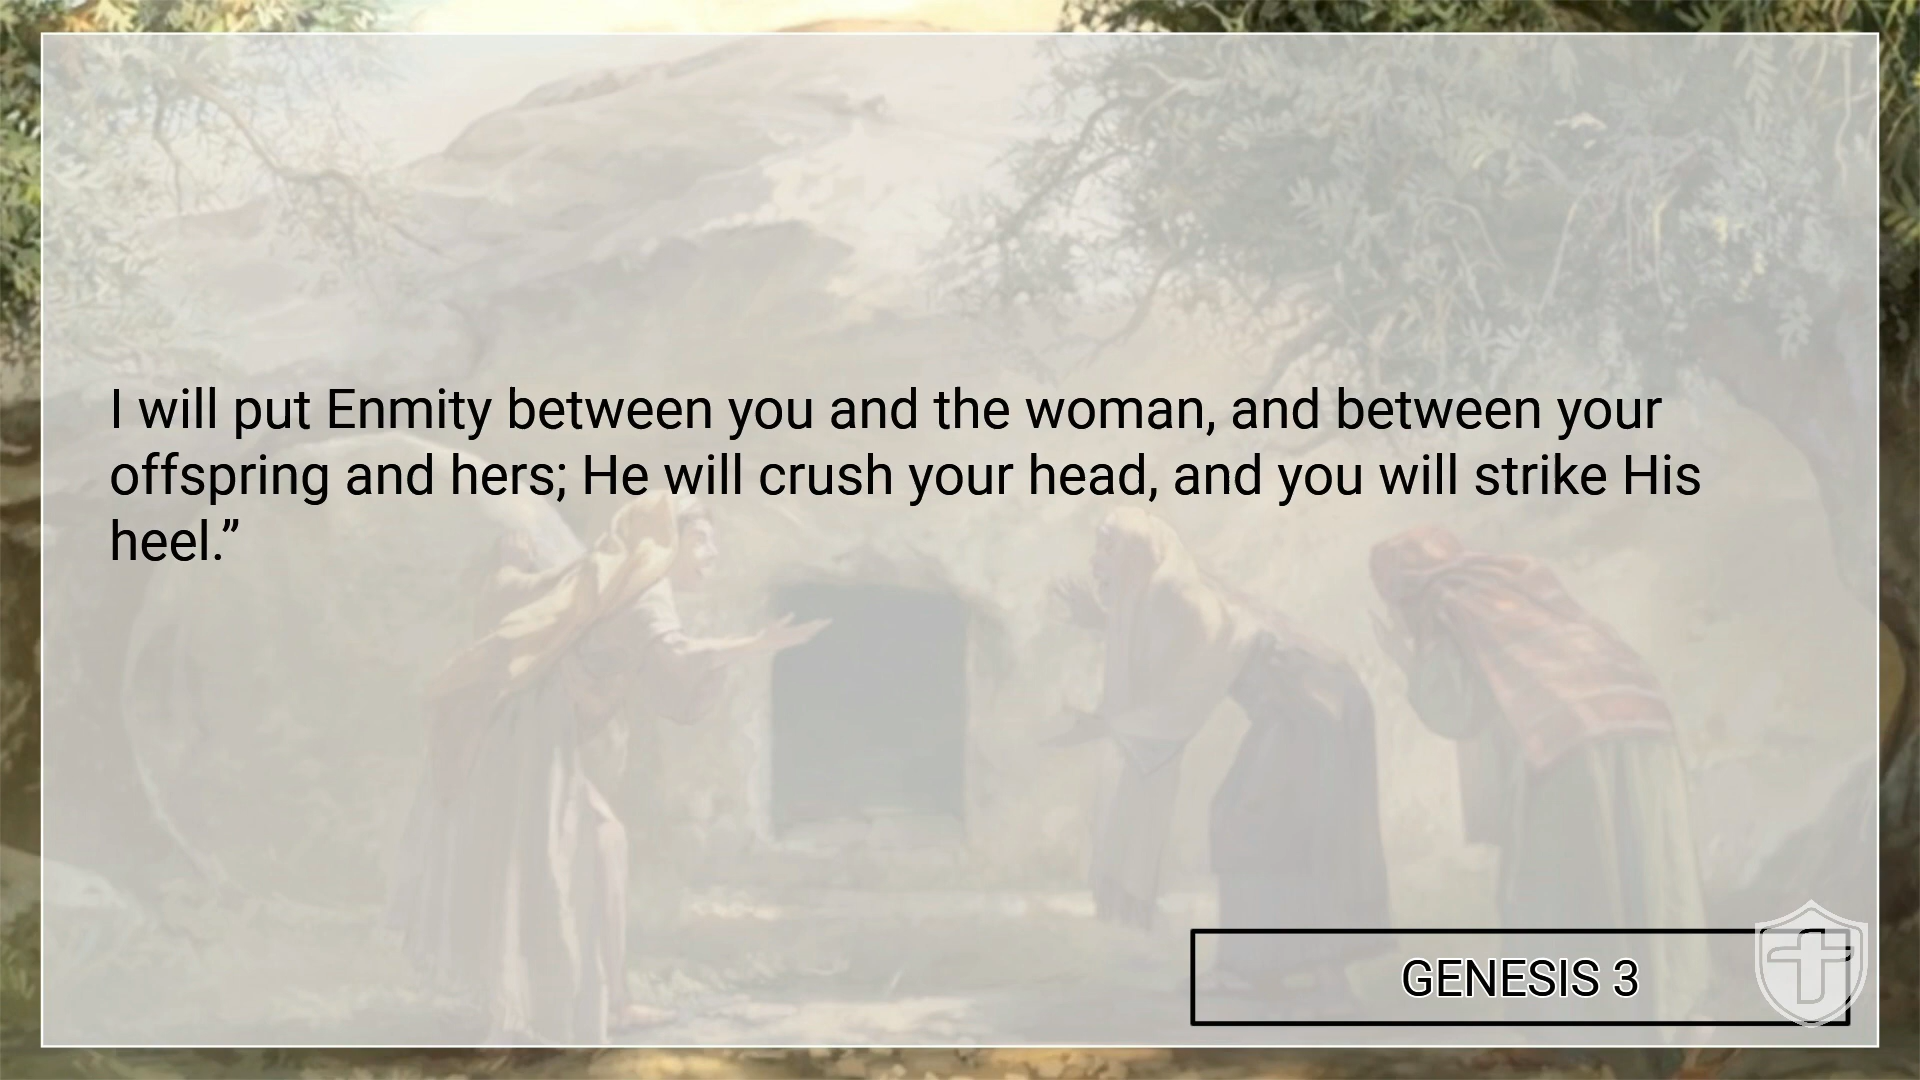 I will put Enmity between you and the woman, and between your
offspring and hers; He will crush your head, and you will strike His
heel.”
GENESIS 3